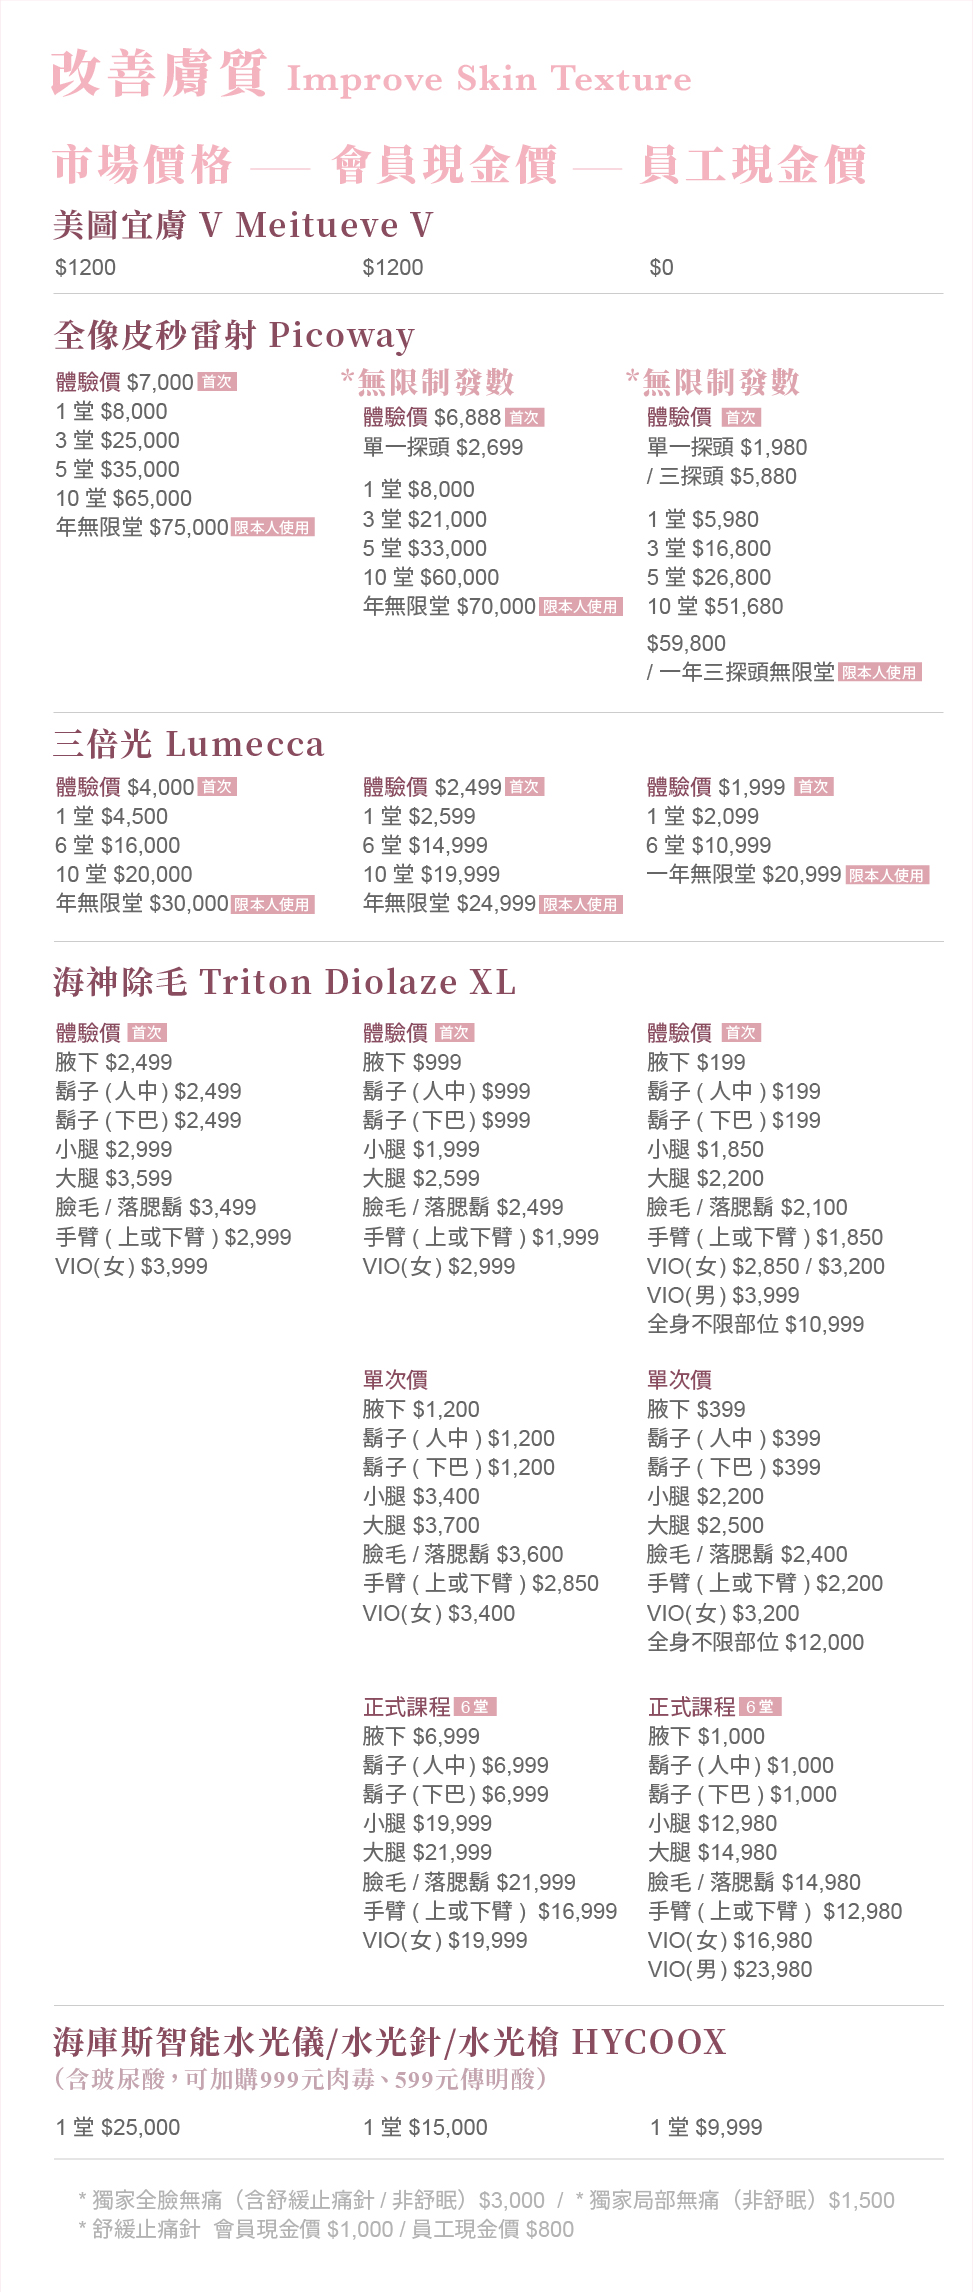 改善膚質 Improve Skin Texture
市場價格 —— 會員現金價 — 員工現金價
美圖宜膚 V Meitueve V
$1200 $1200 $0
全像皮秒雷射 Picoway
體驗價 $7,000 首次
1 堂 $8,000
3 堂 $25,000
5 堂 $35,000
10 堂 $65,000
年無限堂 $75,000 限本人使用
*無限制發數
體驗價 $6,888 首次
單一探頭 $2,699
1 堂 $8,000
3 堂 $21,000
5 堂 $33,000
10 堂 $60,000
年無限堂 $70,000 限本人使用
*無限制發數
體驗價 首次
單一探頭 $1,980
/ 三探頭 $5,880
1 堂 $5,980
3 堂 $16,800
5 堂 $26,800
10 堂 $51,680
$59,800
/ 一年三探頭無限堂 限本人使用
三倍光 Lumecca
體驗價 $4,000 首次
1 堂 $4,500
6 堂 $16,000
10 堂 $20,000
年無限堂 $30,000 限本人使用
體驗價 $2,499 首次
1 堂 $2,599
6 堂 $14,999
10 堂 $19,999
年無限堂 $24,999 限本人使用
體驗價 $1,999 首次
1 堂 $2,099
6 堂 $10,999
一年無限堂 $20,999 限本人使用
海神除毛 Triton Diolaze XL
體驗價 首次
腋下 $2,499
鬍子 (人中) $2,499
鬍子 (下巴) $2,499
小腿 $2,999
大腿 $3,599
臉毛 / 落腮鬍 $3,499
手臂 ( 上或下臂 ) $2,999
VIO(女) $3,999
體驗價 首次
腋下 $999
鬍子 (人中) $999
鬍子 (下巴) $999
小腿 $1,999
大腿 $2,599
臉毛 / 落腮鬍 $2,499
手臂 ( 上或下臂 ) $1,999
VIO(女) $2,999
體驗價 首次
腋下 $199
鬍子 ( 人中 ) $199
鬍子 ( 下巴 ) $199
小腿 $1,850
大腿 $2,200
臉毛 / 落腮鬍 $2,100
手臂 ( 上或下臂 ) $1,850
VIO(女) $2,850 / $3,200
VIO(男) $3,999
全身不限部位 $10,999
單次價
腋下 $1,200
鬍子 ( 人中 ) $1,200
鬍子 ( 下巴 ) $1,200
小腿 $3,400
大腿 $3,700
臉毛 / 落腮鬍 $3,600
手臂 ( 上或下臂 ) $2,850
VIO(女) $3,400
單次價
腋下 $399
鬍子 ( 人中 ) $399
鬍子 ( 下巴 ) $399
小腿 $2,200
大腿 $2,500
臉毛 / 落腮鬍 $2,400
手臂 ( 上或下臂 ) $2,200
VIO(女) $3,200
全身不限部位 $12,000
正式課程 6堂
腋下 $6,999
鬍子 (人中) $6,999
鬍子 (下巴) $6,999
小腿 $19,999
大腿 $21,999
臉毛 / 落腮鬍 $21,999
手臂 ( 上或下臂 ) $16,999
VIO(女) $19,999
正式課程 6堂
腋下 $1,000
鬍子 (人中) $1,000
鬍子 (下巴 ) $1,000
小腿 $12,980
大腿 $14,980
臉毛 / 落腮鬍 $14,980
手臂 ( 上或下臂 ) $12,980
VIO(女) $16,980
VIO(男) $23,980
海庫斯智能水光儀/水光針/水光槍 HYCOOX
（含玻尿酸，可加購999元肉毒、599元傳明酸）
1 堂 $25,000 1 堂 $15,000 1 堂 $9,999
* 獨家全臉無痛（含舒緩止痛針 / 非舒眠）$3,000 / * 獨家局部無痛（非舒眠）$1,500
* 舒緩止痛針 會員現金價 $1,000 / 員工現金價 $800